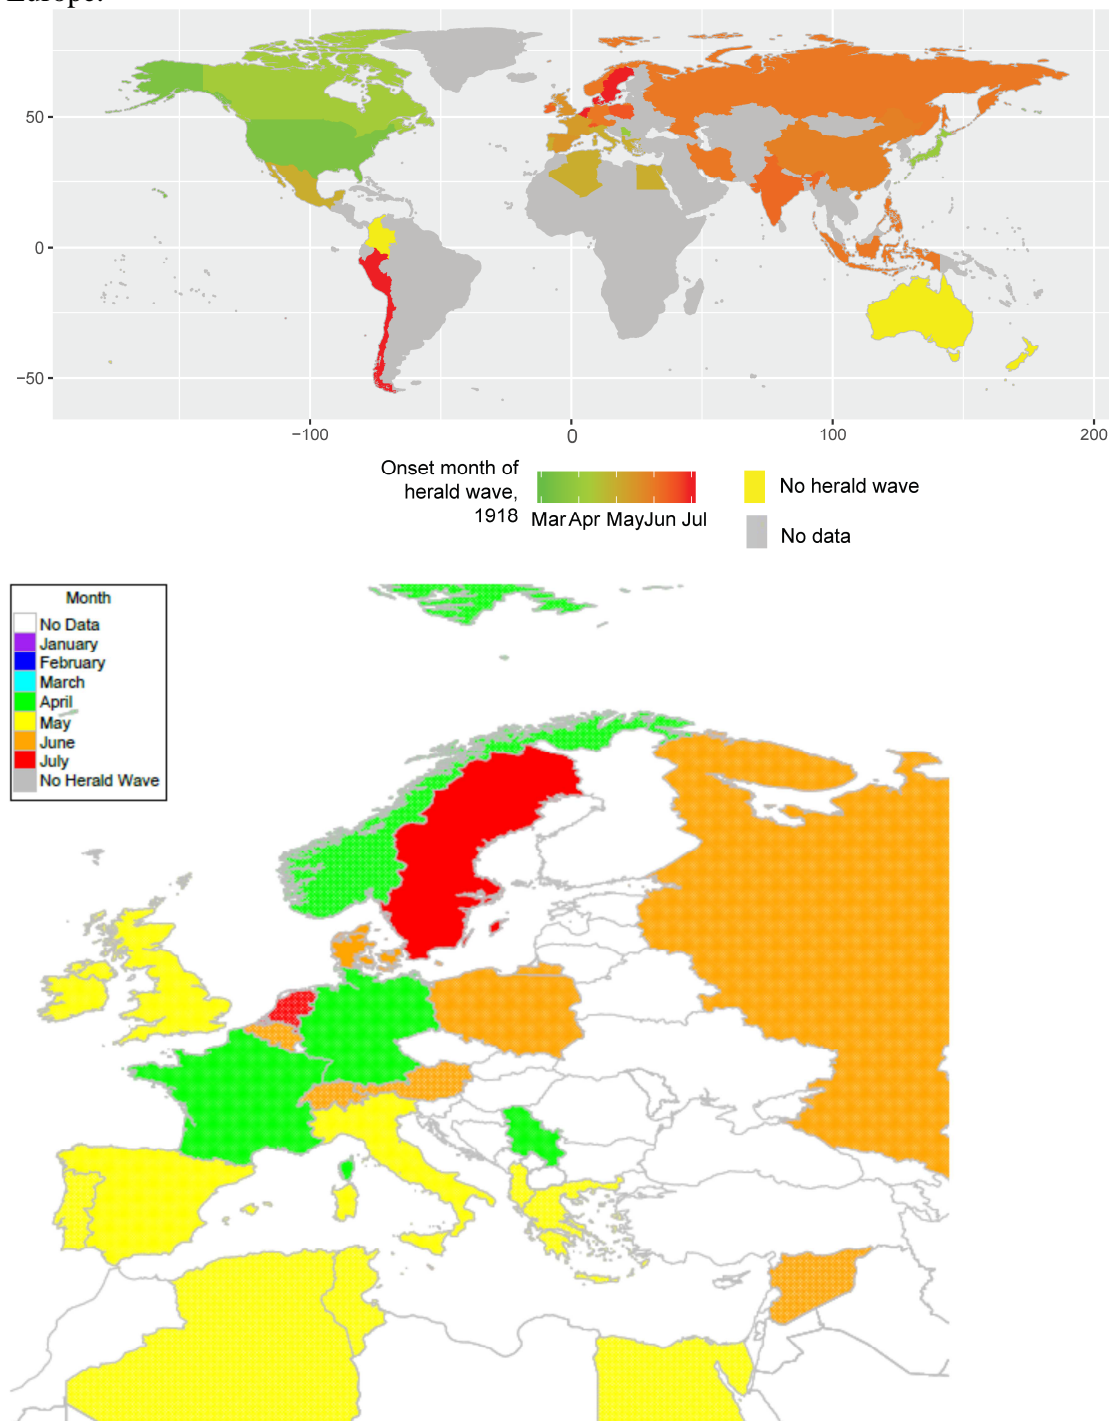 Europe.
50
0
−50
−100
0
100
200
Onset month of
herald wave,
1918
Mar Apr May Jun Jul
No herald wave
No data
Month
No Data
January
February
March
April
May
June
July
No Herald Wave